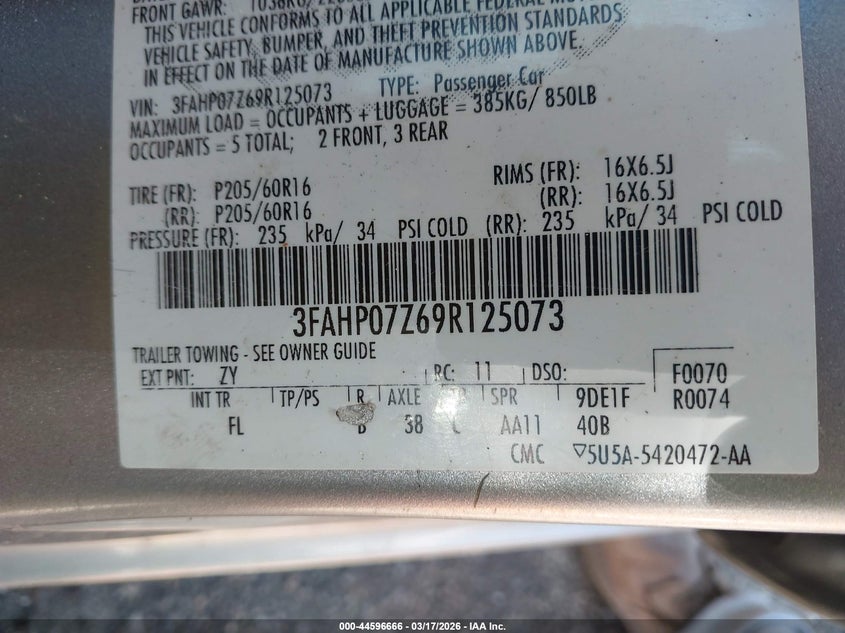 FRONT GAWR: 1038KG/
THIS VEHICLE CONFORMS TO ALL APPLICABLE FEDERAL
VEHICLE SAFETY, BUMPER, AND THEFT PREVENTION STANDARDS
IN EFFECT ON THE DATE OF MANUFACTURE SHOWN ABOVE.
VIN: 3FAHP07Z69R125073 TYPE: Passenger Car
MAXIMUM LOAD = OCCUPANTS + LUGGAGE = 385KG/ 850LB
OCCUPANTS = 5 TOTAL; 2 FRONT, 3 REAR
TIRE (FR): P205/60R16 RIMS (FR): 16X6.5J
(RR): P205/60R16 (RR): 16X6.5J
PRESSURE (FR): 235 kPa/ 34 PSI COLD (RR): 235 kPa/ 34 PSI COLD
3FAHP07Z69R125073
TRAILER TOWING - SEE OWNER GUIDE
EXT PNT: ZY RC: 11 DSO: F0070
INT TR TP/PS R AXLE SPR 9DE1F R0074
FL B 38 C AA11 40B
CMC ▽5U5A-5420472-AA
000-44596666 — 03/17/2026 — IAA Inc.